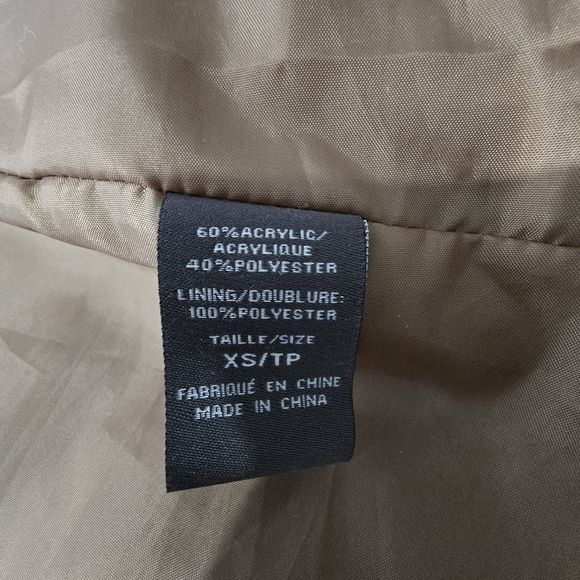 60%ACRYLIC/
ACRYLIQUE
40%POLYESTER
LINING/DOUBLURE:
100%POLYESTER
TAILLE/SIZE
XS/TP
FABRIQUÉ EN CHINE
MADE IN CHINA